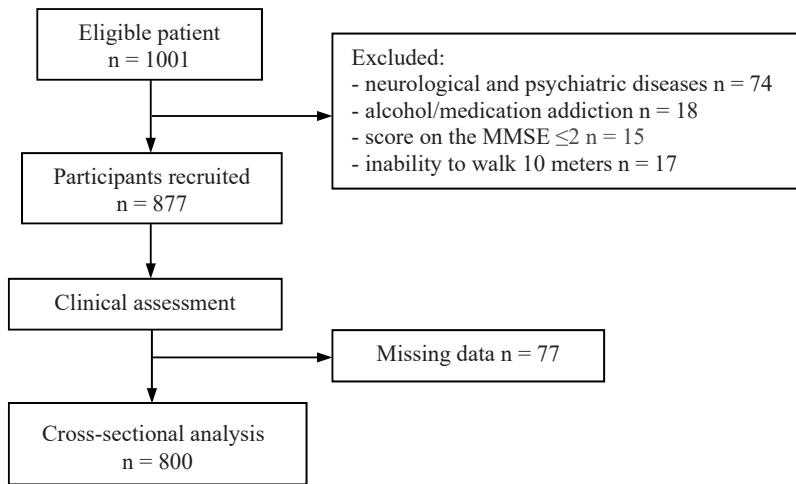 Eligible patient
n = 1001
Excluded:
- neurological and psychiatric diseases n = 74
- alcohol/medication addiction n = 18
- score on the MMSE ≤2 n = 15
- inability to walk 10 meters n = 17
Participants recruited
n = 877
Clinical assessment
Missing data n = 77
Cross-sectional analysis
n = 800